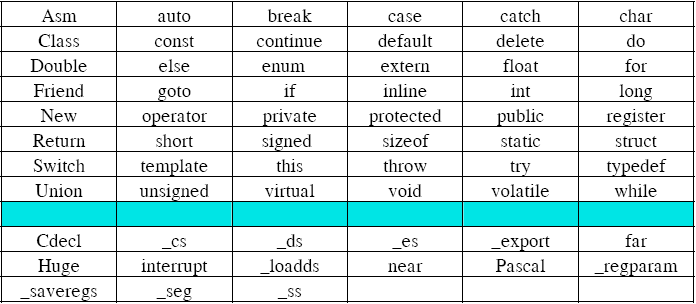 Asm auto break case catch char
Class const continue default delete do
Double else enum extern float for
Friend goto if inline int long
New operator private protected public register
Return short signed sizeof static struct
Switch template this throw try typedef
Union unsigned virtual void volatile while
Cdecl _cs _ds _es _export far
Huge interrupt _loadds near Pascal _regparam
_saveregs _seg _ss